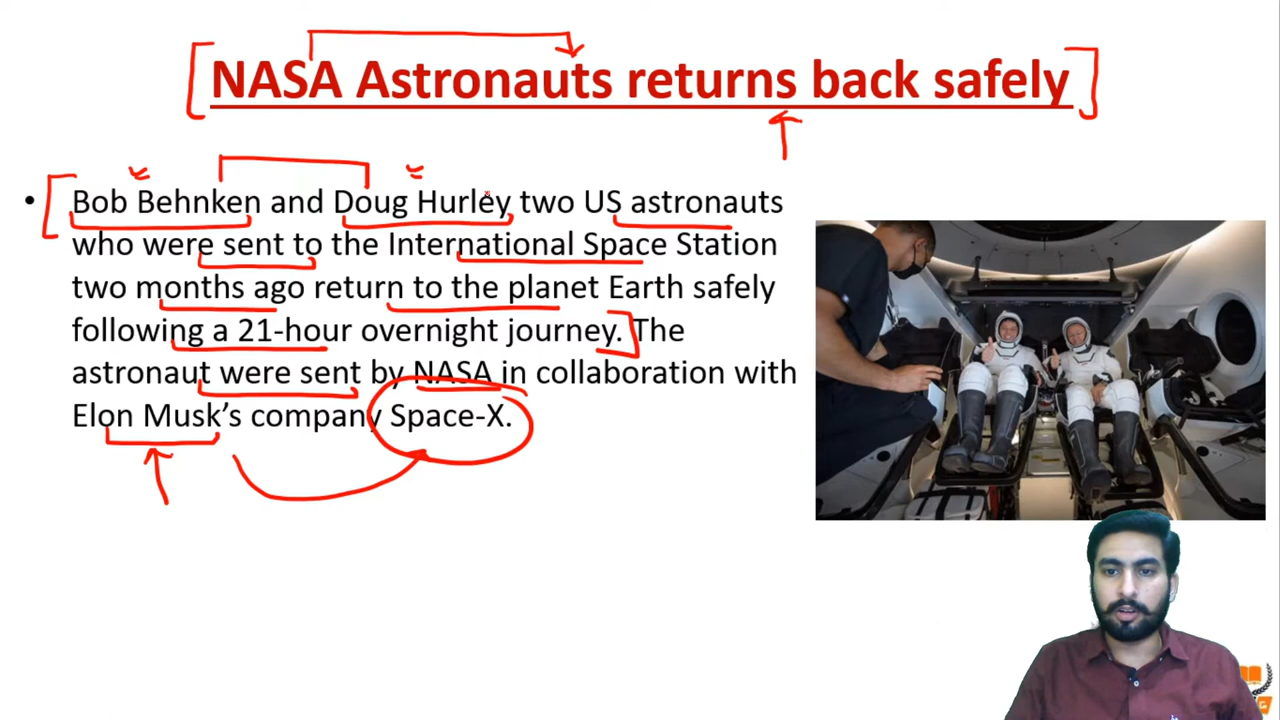 NASA Astronauts returns back safely
• Bob Behnken and Doug Hurley two US astronauts
who were sent to the International Space Station
two months ago return to the planet Earth safely
following a 21-hour overnight journey. The
astronaut were sent by NASA in collaboration with
Elon Musk’s company Space-X.